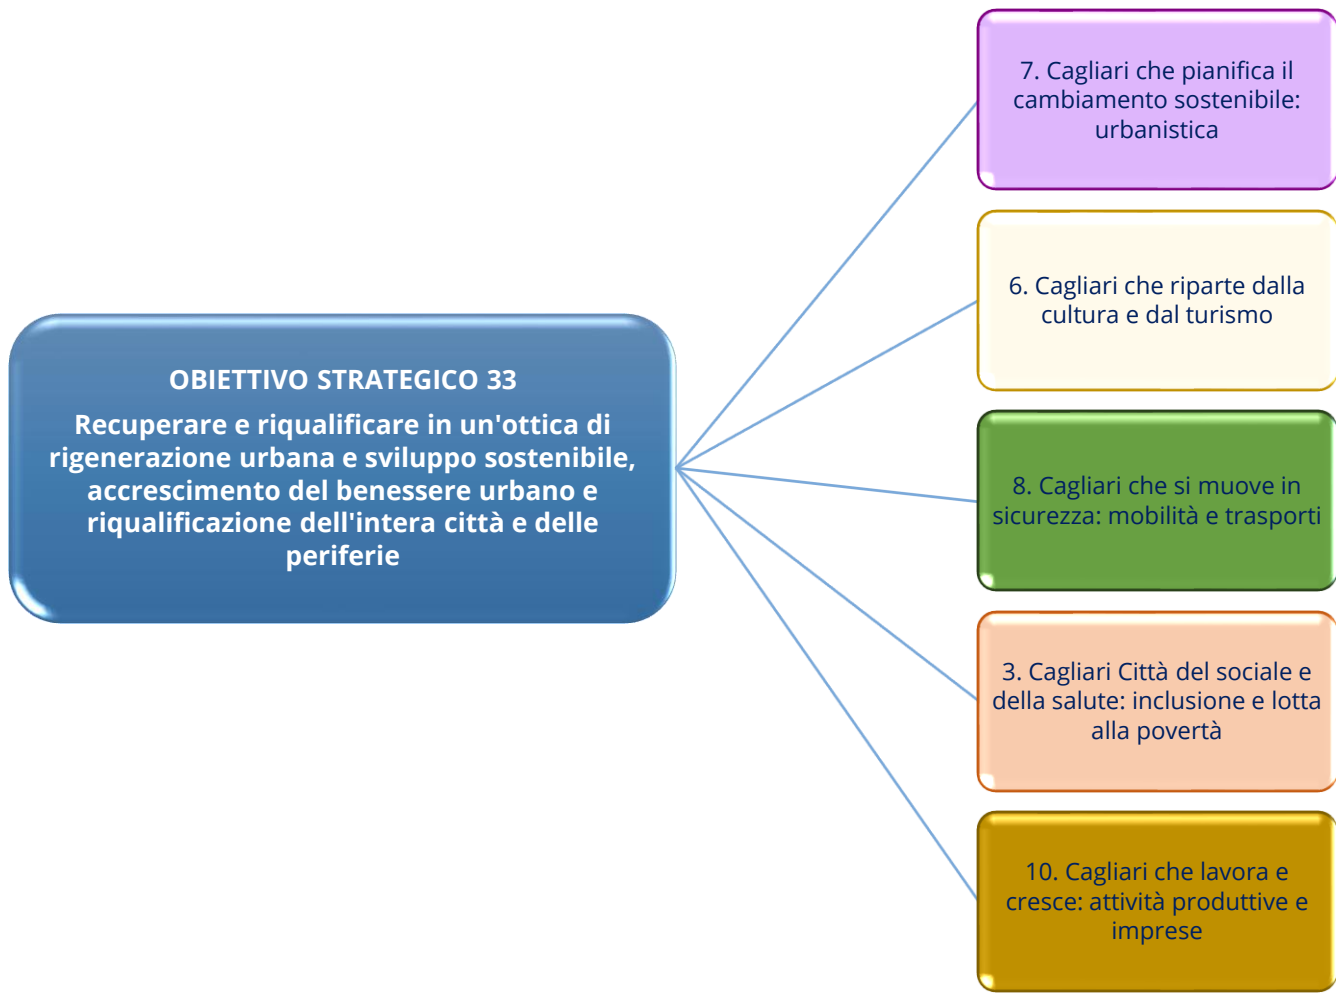 OBIETTIVO STRATEGICO 33
Recuperare e riqualificare in un'ottica di
rigenerazione urbana e sviluppo sostenibile,
accrescimento del benessere urbano e
riqualificazione dell'intera città e delle
periferie
7. Cagliari che pianifica il
cambiamento sostenibile:
urbanistica
6. Cagliari che riparte dalla
cultura e dal turismo
8. Cagliari che si muove in
sicurezza: mobilità e trasporti
3. Cagliari Città del sociale e
della salute: inclusione e lotta
alla povertà
10. Cagliari che lavora e
cresce: attività produttive e
imprese